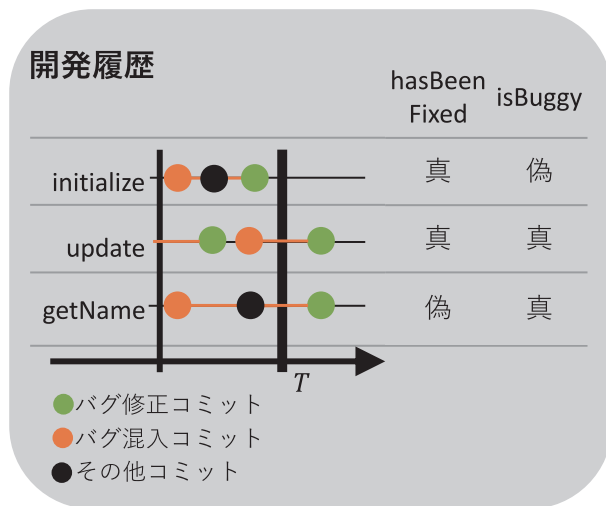 開発履歴
hasBeen
Fixed
isBuggy
initialize 真 偽
update 真 真
getName 偽 真
T
バグ修正コミット
バグ混入コミット
その他コミット